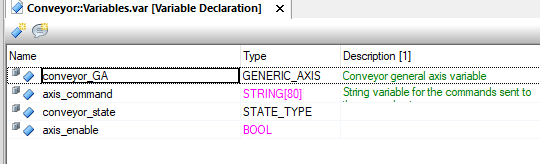 Conveyor::Variables.var [Variable Declaration]
Name Type Description [1]
conveyor_GA GENERIC_AXIS Conveyor general axis variable
axis_command STRING[80] String variable for the commands sent to
conveyor_state STATE_TYPE
axis_enable BOOL